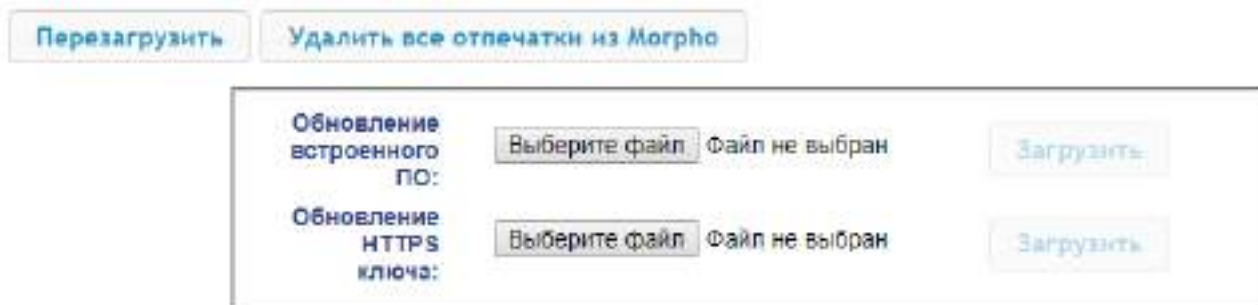 Перезагрузить Удалить все отпечатки из Morpho
Обновление
встроенного Выберите файл Файл не выбран Загрузить
ПО:
Обновление
HTTPS Выберите файл Файл не выбран Загрузить
ключа: